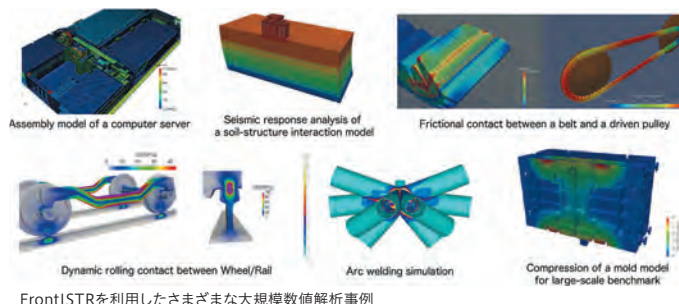 Assembly model of a computer server
Seismic response analysis of
a soil-structure interaction model
Frictional contact between a belt and a driven pulley
Dynamic rolling contact between Wheel/Rail
Arc welding simulation
Compression of a mold model
for large-scale benchmark
FrontISTRを利用したさまざまな大規模数値解析事例